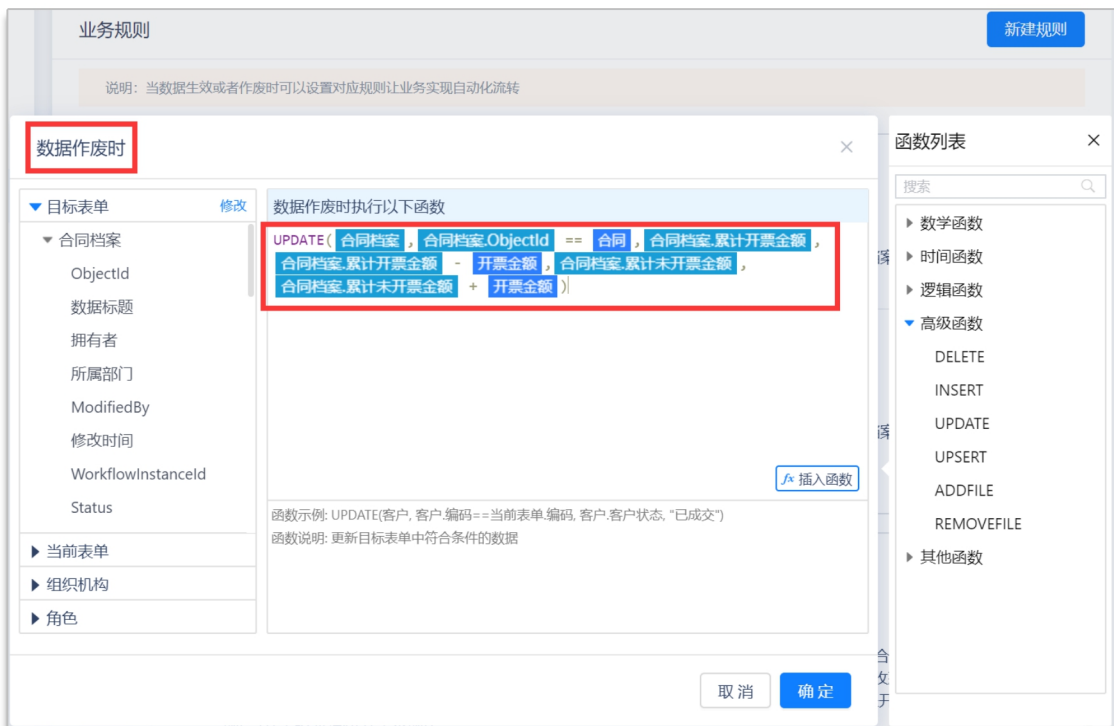 业务规则
新建规则
说明：当数据生效或者作废时可以设置对应规则让业务实现自动化流转
数据作废时
目标表单 修改
合同档案
ObjectId
数据标题
拥有者
所属部门
ModifiedBy
修改时间
WorkflowInstanceId
Status
当前表单
组织机构
角色
数据作废时执行以下函数
UPDATE( 合同档案 , 合同档案.ObjectId == 合同 , 合同档案.累计开票金额 ,
合同档案.累计开票金额 - 开票金额 , 合同档案.累计未开票金额 ,
合同档案.累计未开票金额 + 开票金额 )
fx 插入函数
函数示例: UPDATE(客户, 客户.编码==当前表单.编码, 客户.客户状态, “已成交”)
函数说明: 更新目标表单中符合条件的数据
取消 确定
函数列表
搜索
数学函数
时间函数
逻辑函数
高级函数
DELETE
INSERT
UPDATE
UPSERT
ADDFILE
REMOVEFILE
其他函数